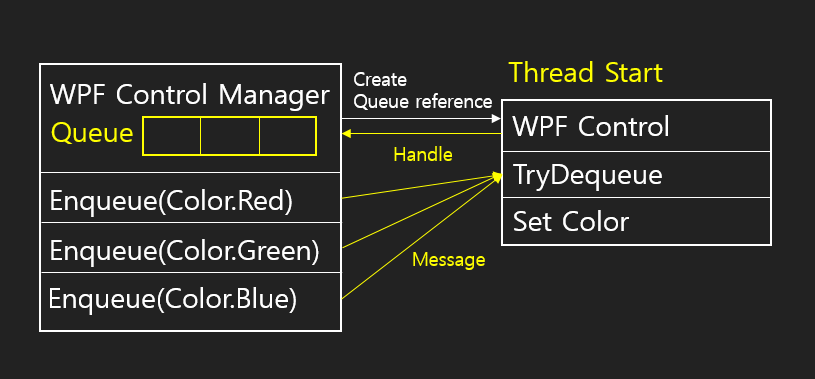 WPF Control Manager
Queue
Enqueue(Color.Red)
Enqueue(Color.Green)
Enqueue(Color.Blue)
Create
Queue reference
Handle
Message
Thread Start
WPF Control
TryDequeue
Set Color